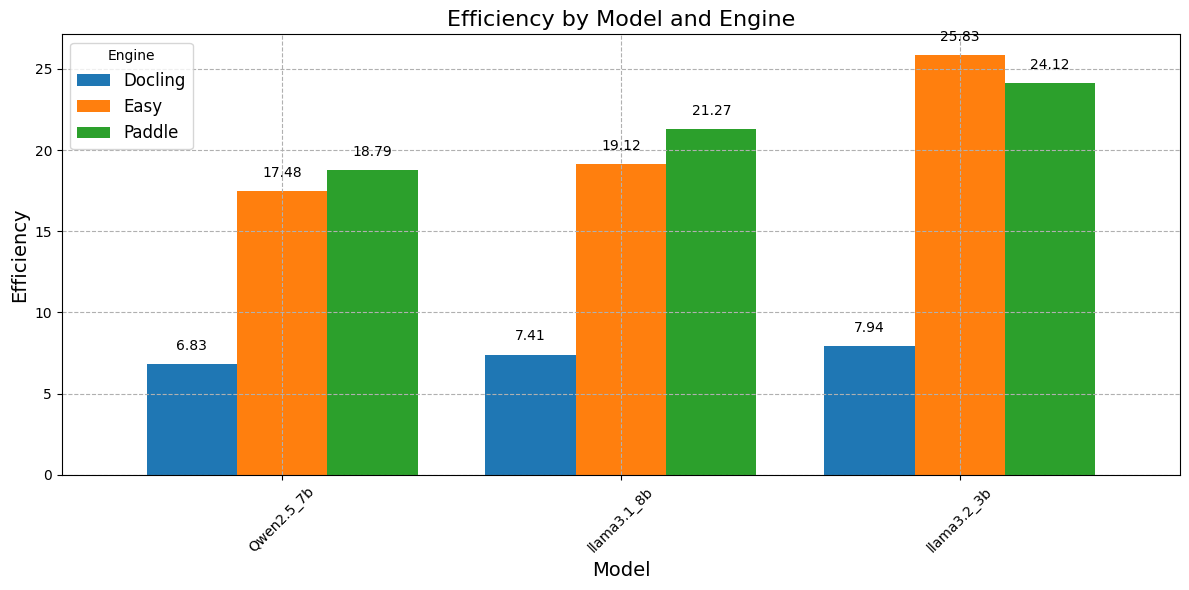 Efficiency by Model and Engine
Engine
Docling
Easy
Paddle
Efficiency
25
20
15
10
5
0
6.83
17.48
18.79
7.41
19.12
21.27
7.94
25.83
24.12
Qwen2.5_7b
llama3.1_8b
llama3.2_3b
Model